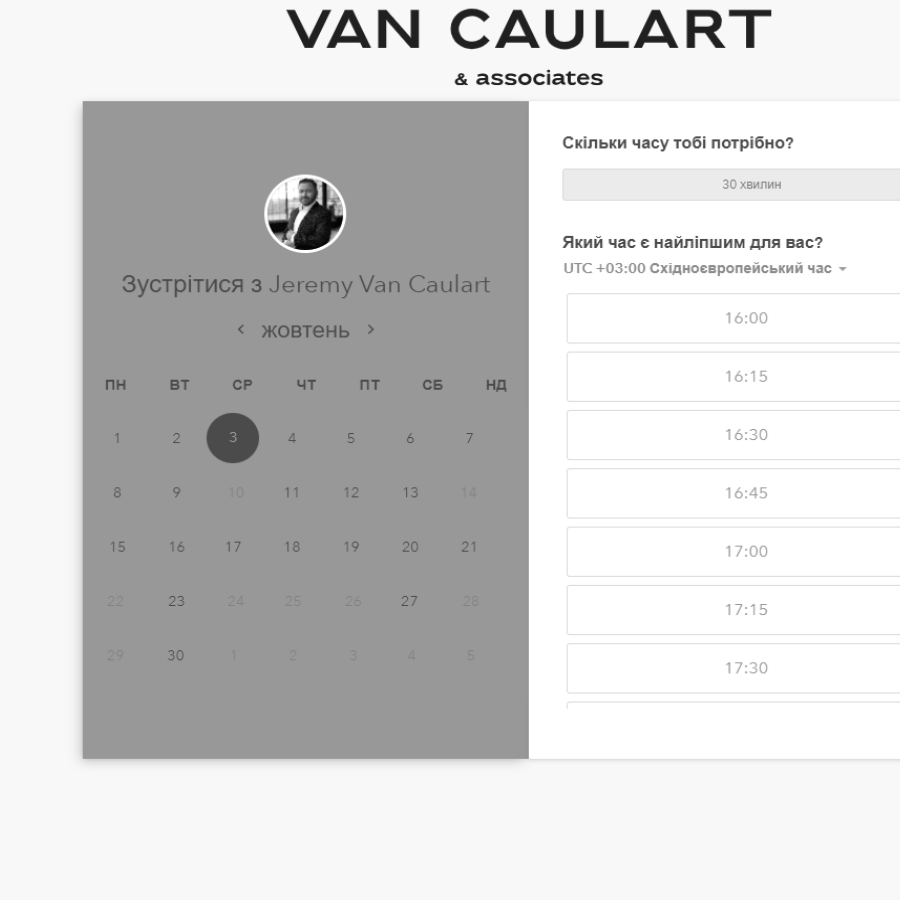 VAN CAULART
& associates
Зустрітися з Jeremy Van Caulart
жовтень
ПН ВТ СР ЧТ ПТ СБ НД
1 2 3 4 5 6 7
8 9 10 11 12 13 14
15 16 17 18 19 20 21
22 23 24 25 26 27 28
29 30 1 2 3 4 5
Скільки часу тобі потрібно?
30 хвилин
Який час є найліпшим для вас?
UTC +03:00 Східноєвропейський час
16:00
16:15
16:30
16:45
17:00
17:15
17:30